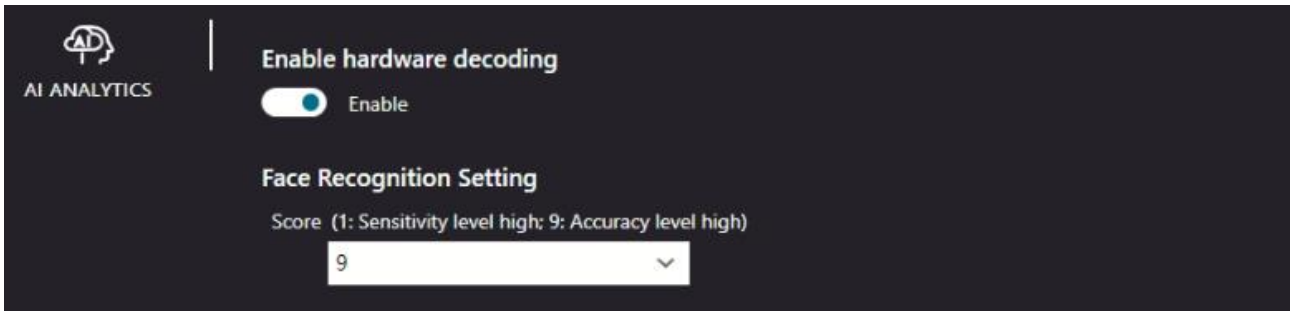 AI
AI ANALYTICS
Enable hardware decoding
Enable
Face Recognition Setting
Score (1: Sensitivity level high; 9: Accuracy level high)
9